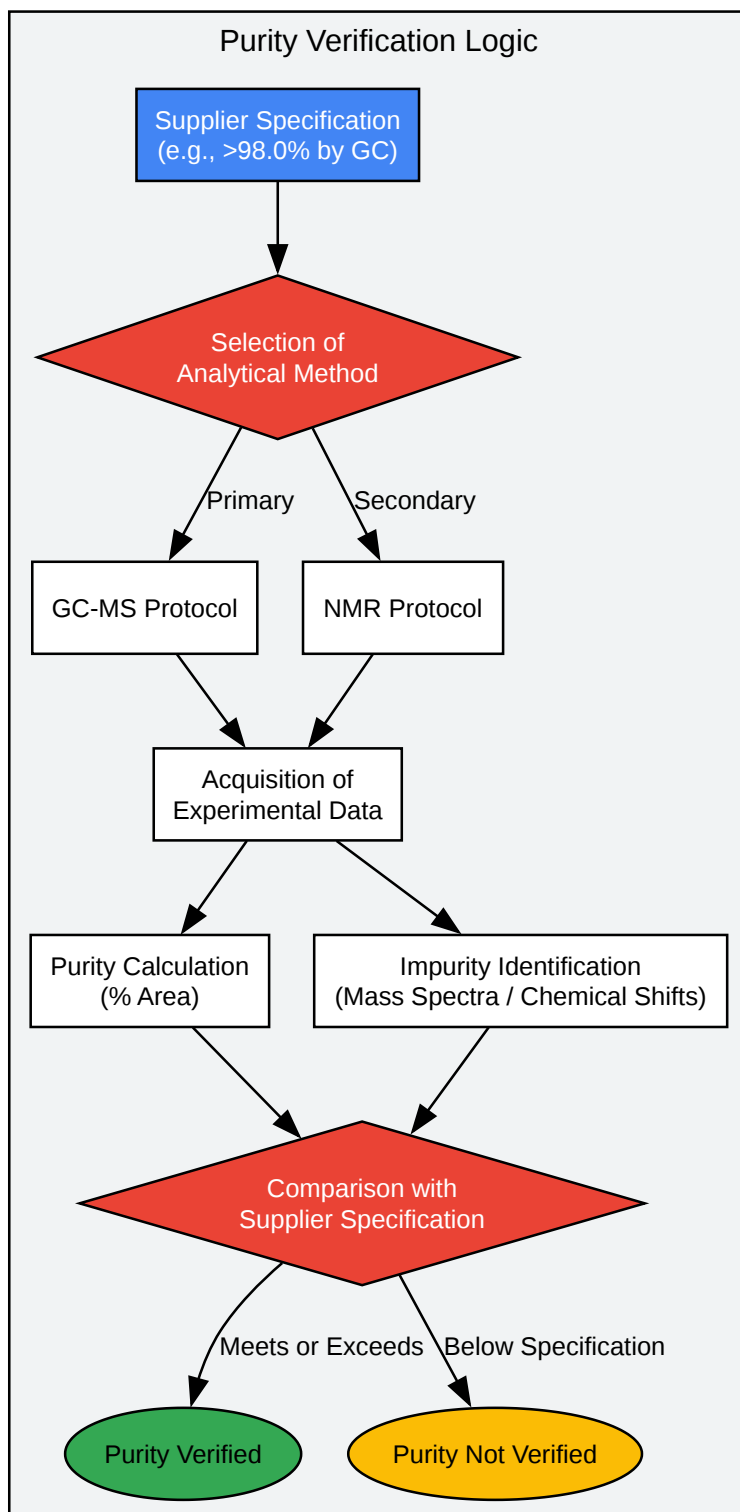 Purity Verification Logic
Supplier Specification
(e.g., >98.0% by GC)
Selection of
Analytical Method
Primary
Secondary
GC-MS Protocol
NMR Protocol
Acquisition of
Experimental Data
Purity Calculation
(% Area)
Impurity Identification
(Mass Spectra / Chemical Shifts)
Comparison with
Supplier Specification
Meets or Exceeds
Below Specification
Purity Verified
Purity Not Verified